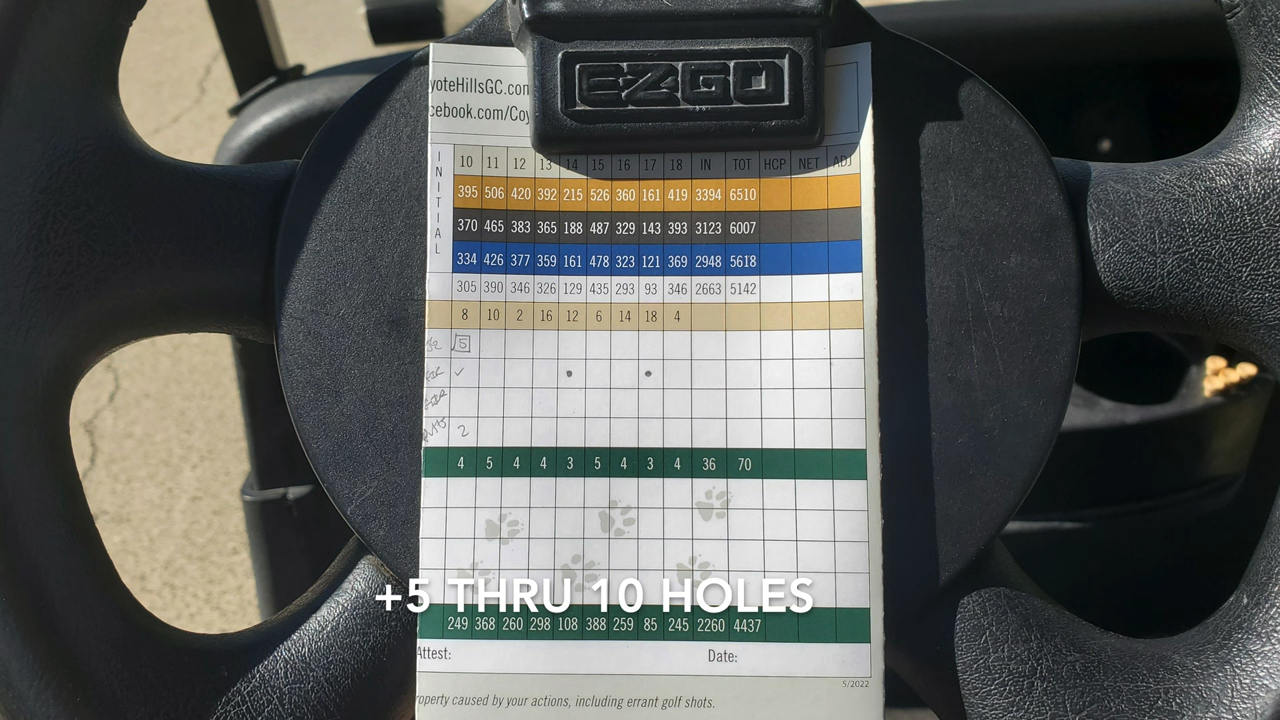 EZGO
yoteHillsGC.com
cebook.com/Coy
INITIAL
10 11 12 13 14 15 16 17 18 IN TOT HCP NET ADJ
395 506 420 392 215 526 360 161 419 3394 6510
370 465 383 365 188 487 329 143 393 3123 6007
334 426 377 359 161 478 323 121 369 2948 5618
305 390 346 326 129 435 293 93 346 2663 5142
8 10 2 16 12 6 14 18 4
5
✓ • •
2
4 5 4 4 3 5 4 3 4 36 70
+5 THRU 10 HOLES
249 368 260 298 108 388 259 85 245 2260 4437
Attest: Date:
5/2022
roperty caused by your actions, including errant golf shots.